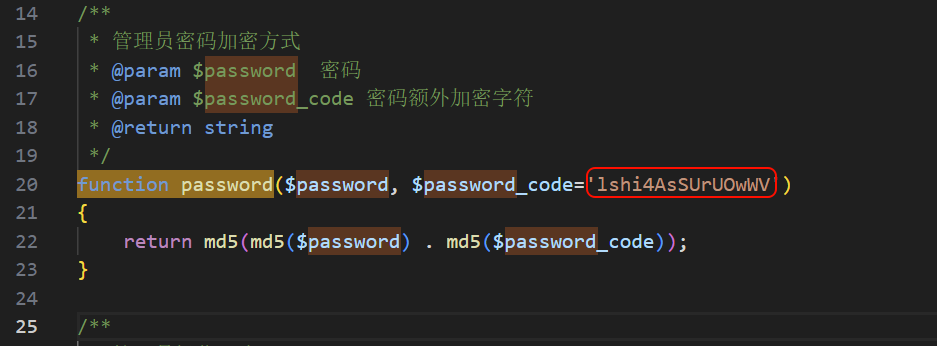 14 /**
15 * 管理员密码加密方式
16 * @param $password 密码
17 * @param $password_code 密码额外加密字符
18 * @return string
19 */
20 function password($password, $password_code='lshi4AsSUrUOwWV')
21 {
22 return md5(md5($password) . md5($password_code));
23 }
24
25 /**